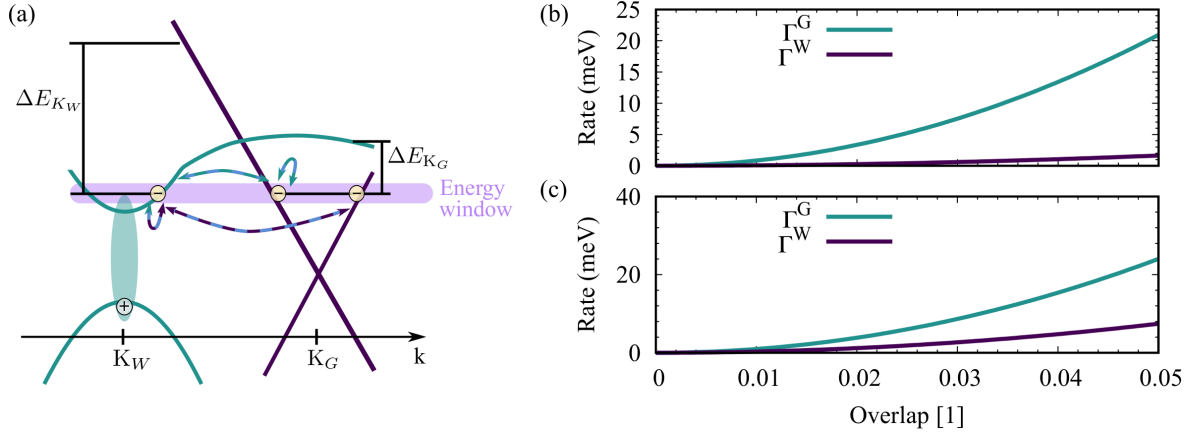 (a)
ΔE_{K_W}
ΔE_{K_G}
−
−
−
Energy
window
+
K_W
K_G
k
(b)
Rate (meV)
25
20
15
10
5
0
Γ^G
Γ^W
(c)
Rate (meV)
40
20
0
Γ^G
Γ^W
0
0.01
0.02
0.03
0.04
0.05
Overlap [1]